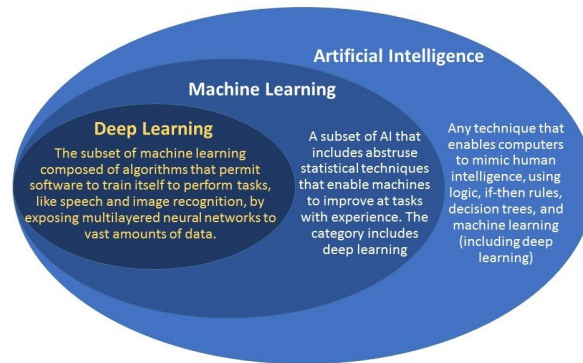 Artificial Intelligence
Machine Learning
Deep Learning
The subset of machine learning
composed of algorithms that permit
software to train itself to perform tasks,
like speech and image recognition, by
exposing multilayered neural networks to
vast amounts of data.
A subset of AI that
includes abstruse
statistical techniques
that enable machines
to improve at tasks
with experience. The
category includes
deep learning
Any technique that
enables computers
to mimic human
intelligence, using
logic, if-then rules,
decision trees, and
machine learning
(including deep
learning)